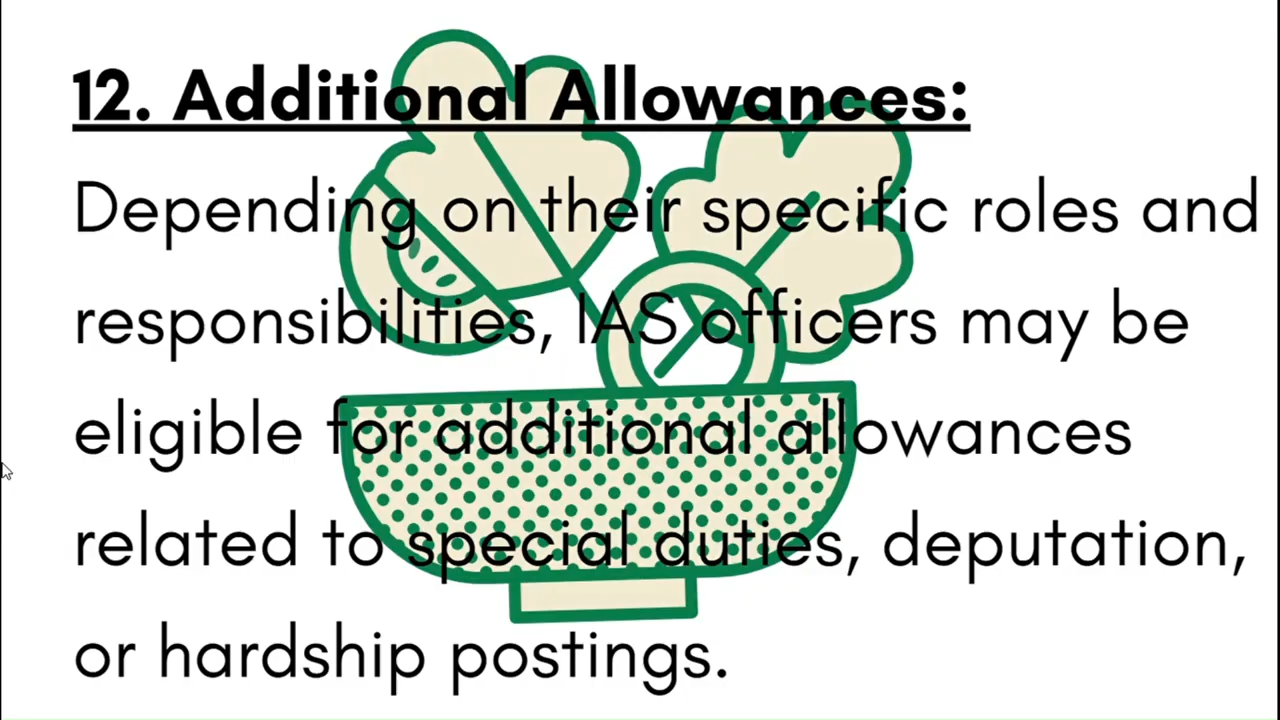 12. Additional Allowances:
Depending on their specific roles and
responsibilities, IAS officers may be
eligible for additional allowances
related to special duties, deputation,
or hardship postings.